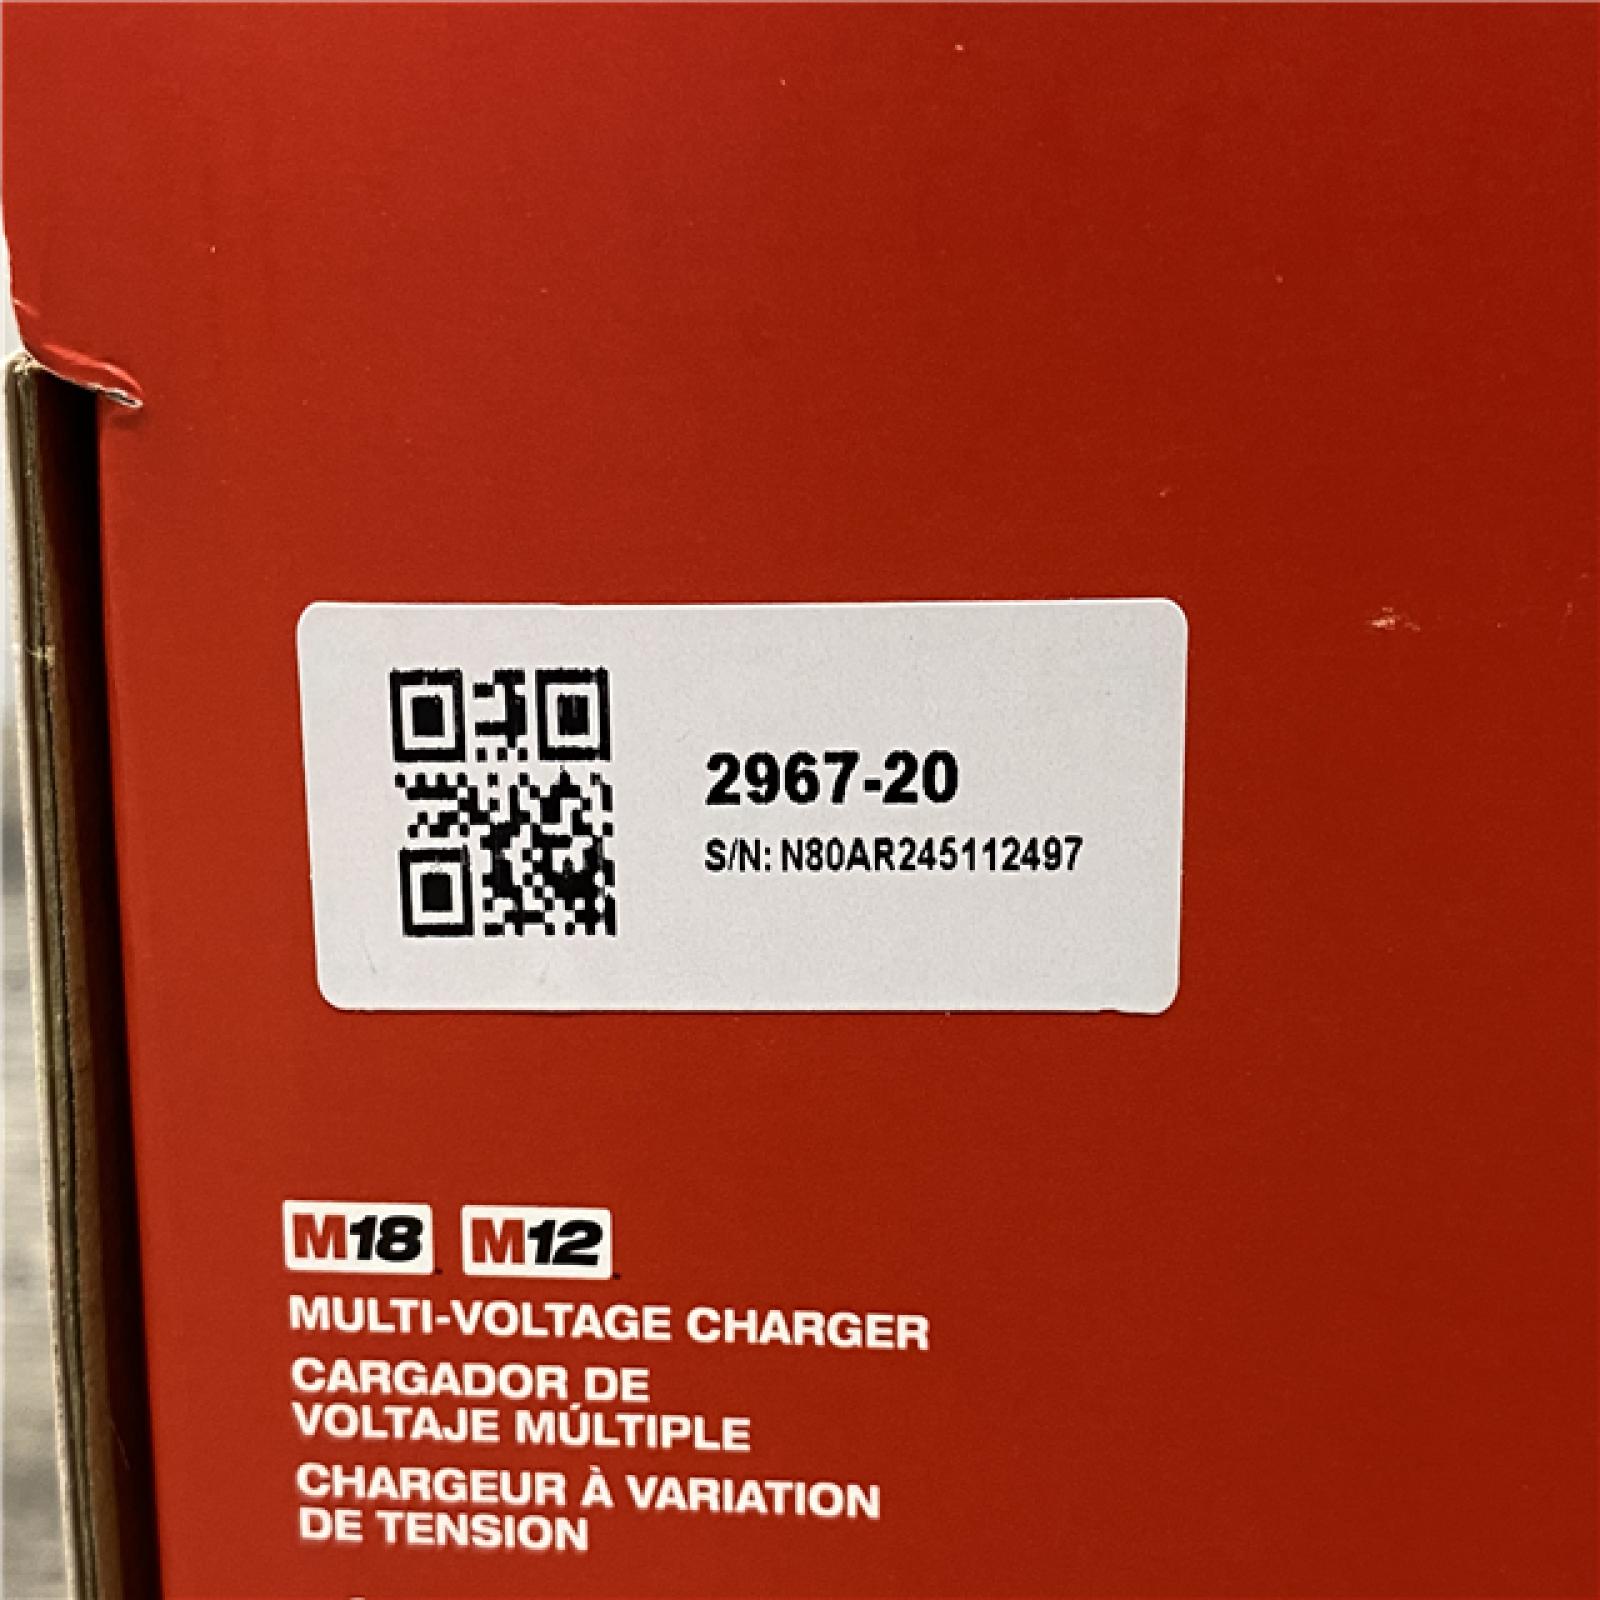 2967-20
S/N: N80AR245112497
M18 M12
MULTI-VOLTAGE CHARGER
CARGADOR DE
VOLTAJE MÚLTIPLE
CHARGEUR À VARIATION
DE TENSION